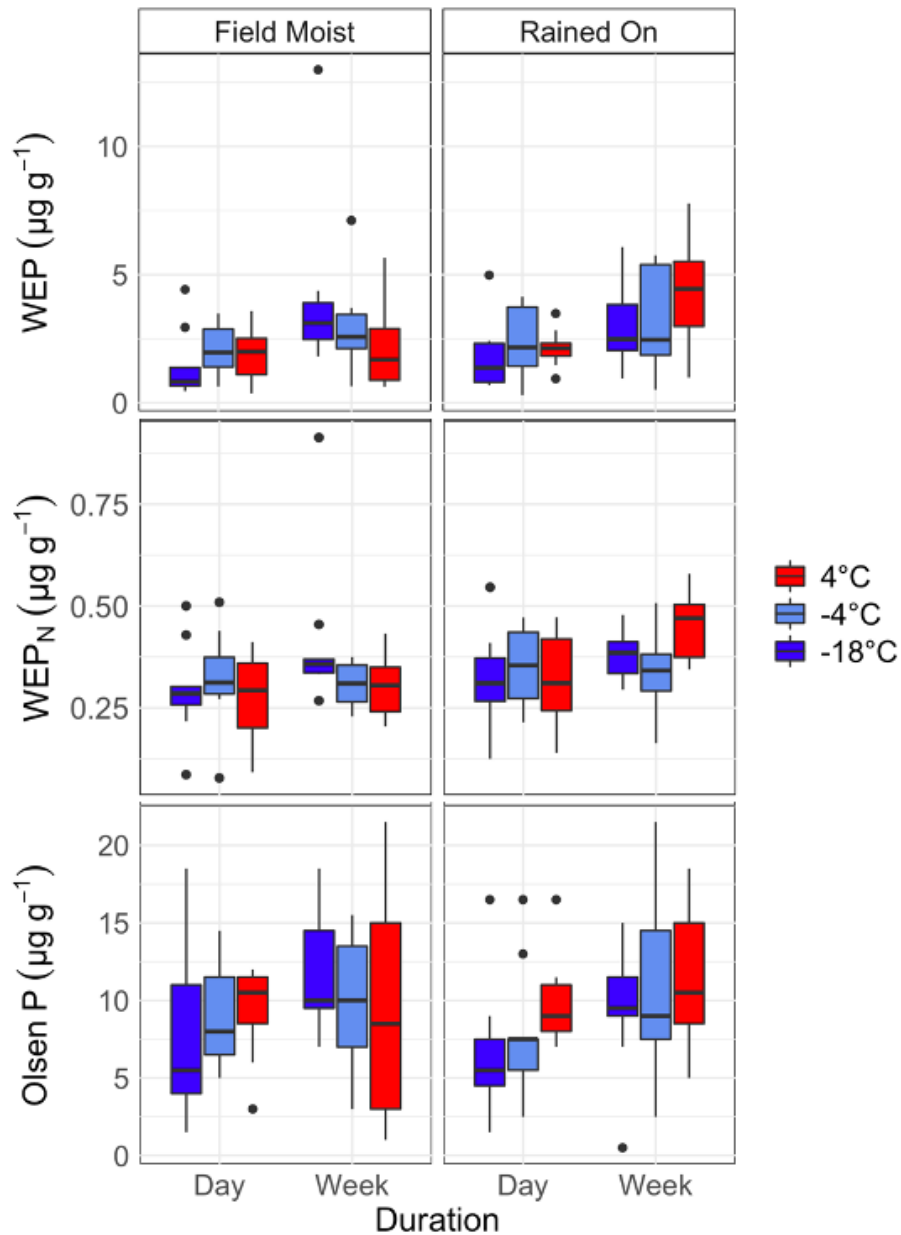 Field Moist Rained On
WEP (µg g⁻¹)
10
5
0
WEP_N (µg g⁻¹)
0.75
0.50
0.25
Olsen P (µg g⁻¹)
20
15
10
5
0
4°C
-4°C
-18°C
Day Week Day Week
Duration